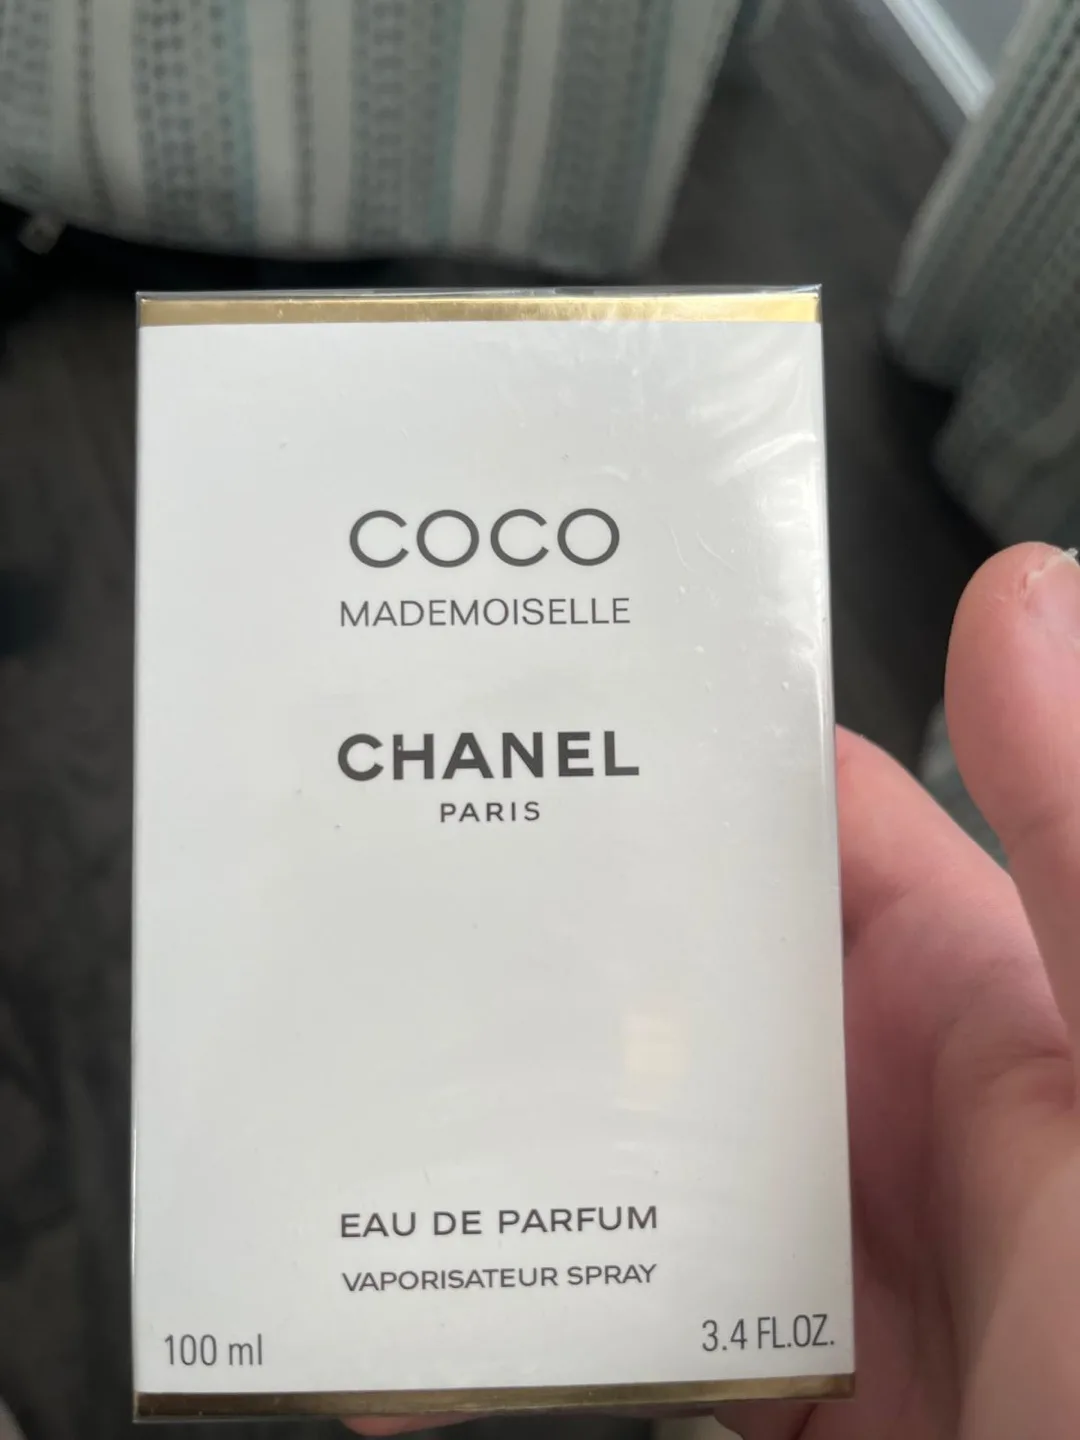 COCO
MADEMOISELLE
CHANEL
PARIS
EAU DE PARFUM
VAPORISATEUR SPRAY
100 ml
3.4 FL.OZ.